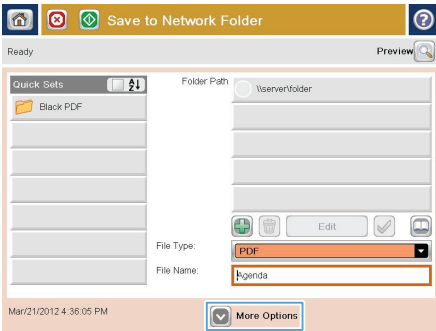 Save to Network Folder
Ready
Preview
Quick Sets
Folder Path
\\server\folder
Black PDF
Edit
File Type:
PDF
File Name:
Agenda
Mar/21/2012 4:36:05 PM
More Options